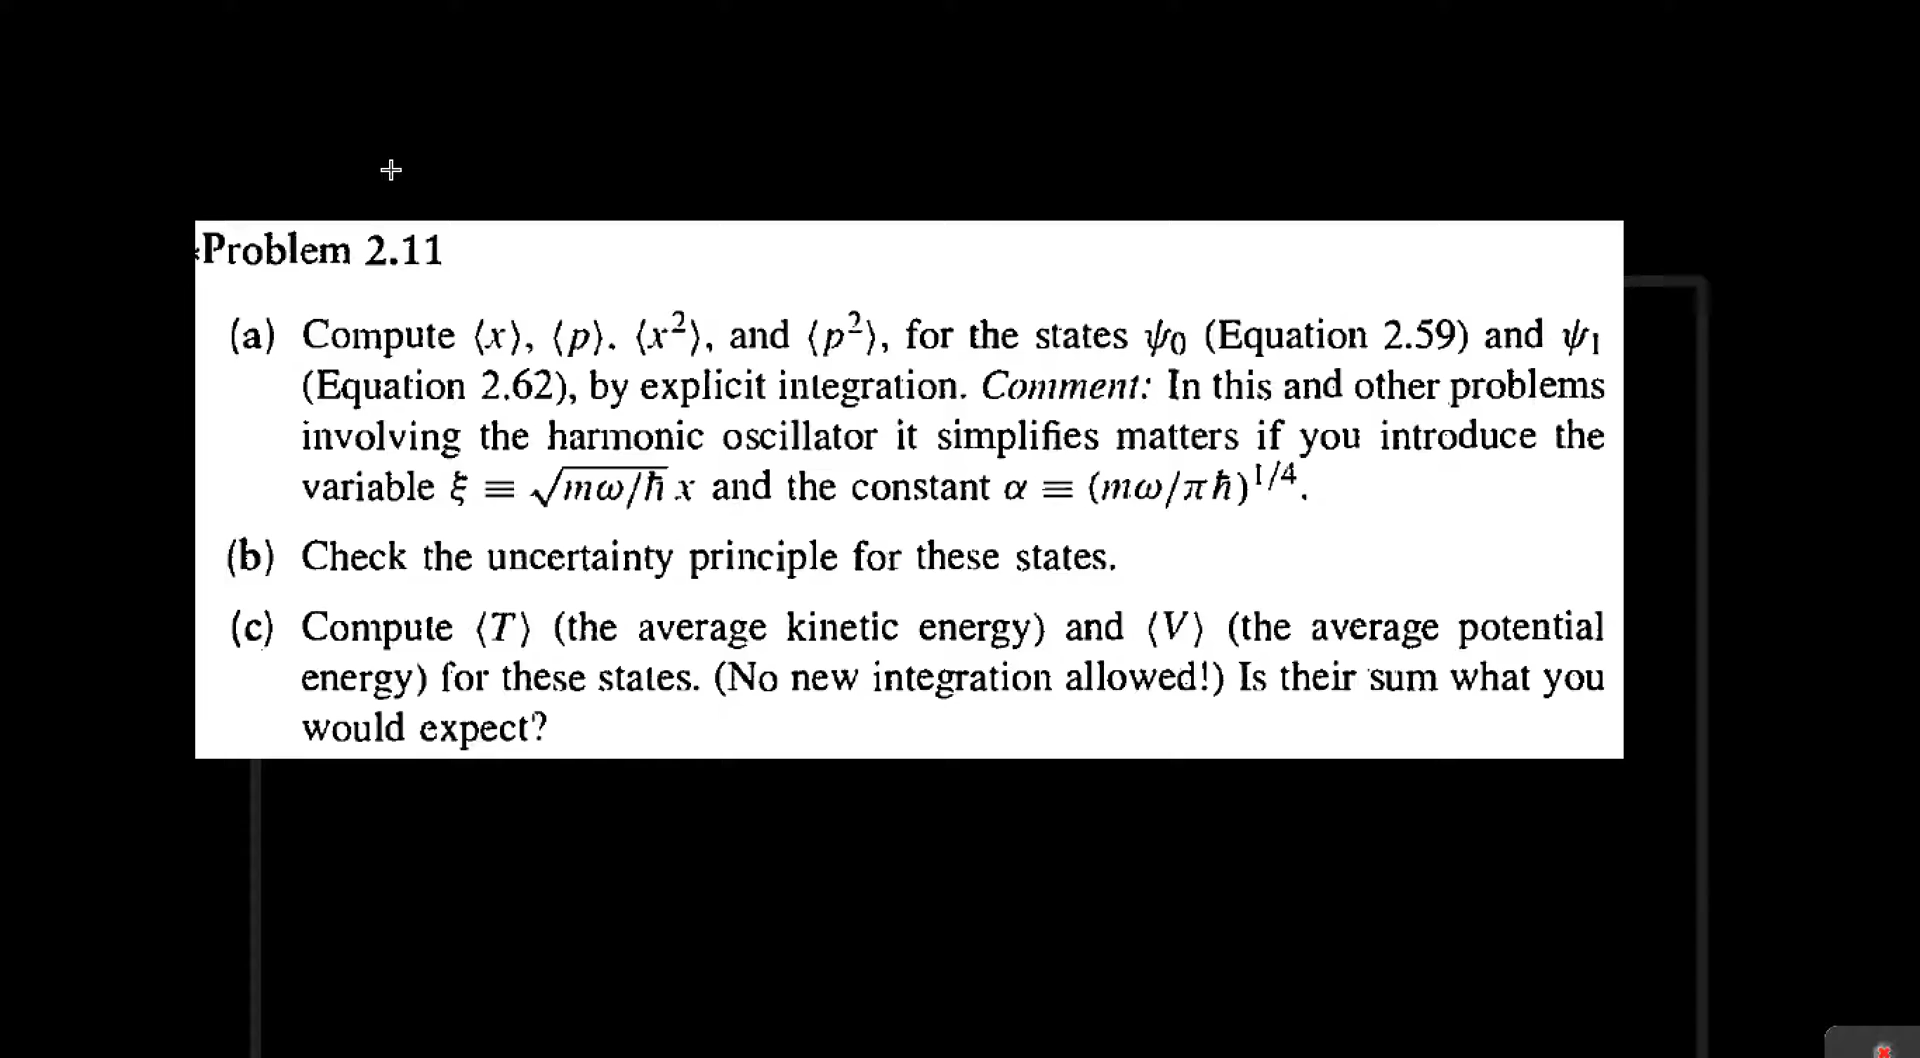 *Problem 2.11
(a) Compute ⟨x⟩, ⟨p⟩. ⟨x²⟩, and ⟨p²⟩, for the states ψ₀ (Equation 2.59) and ψ₁
(Equation 2.62), by explicit integration. Comment: In this and other problems
involving the harmonic oscillator it simplifies matters if you introduce the
variable ξ ≡ √mω/ħ x and the constant α ≡ (mω/πħ)^1/4.
(b) Check the uncertainty principle for these states.
(c) Compute ⟨T⟩ (the average kinetic energy) and ⟨V⟩ (the average potential
energy) for these states. (No new integration allowed!) Is their sum what you
would expect?